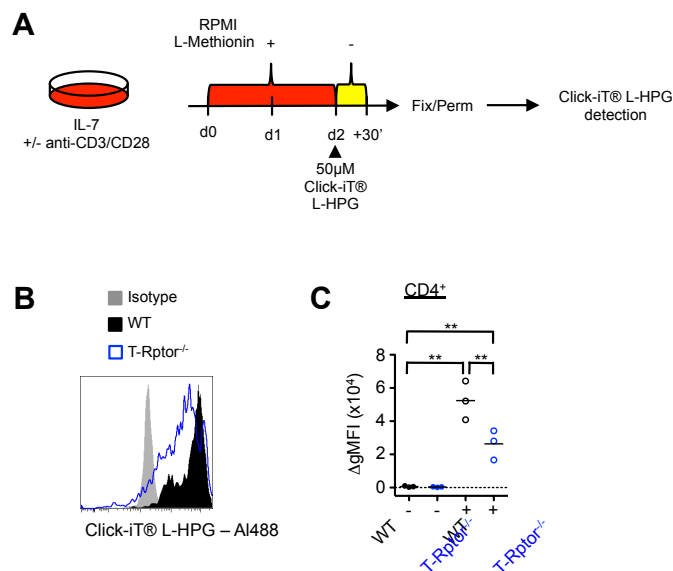 A
RPMI
L-Methionin + -
IL-7
+/- anti-CD3/CD28
d0 d1 d2 +30'
50µM
Click-iT®
L-HPG
Fix/Perm
Click-iT® L-HPG
detection
B
Isotype
WT
T-Rptor-/-
Click-iT® L-HPG – Al488
C
CD4+
**
** **
ΔgMFI (x10⁴)
8
6
4
2
0
- - + +
WT T-Rptor-/- WT T-Rptor-/-